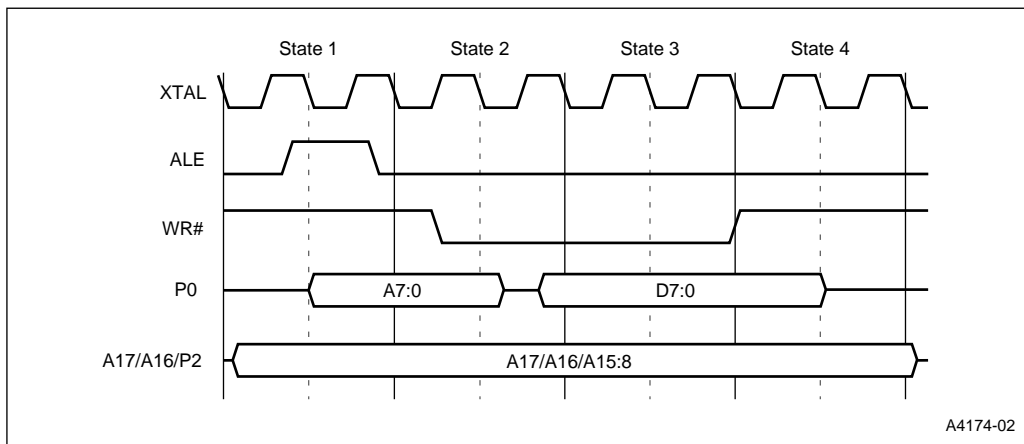 State 1 State 2 State 3 State 4
XTAL
ALE
WR#
P0 A7:0 D7:0
A17/A16/P2 A17/A16/A15:8
A4174-02